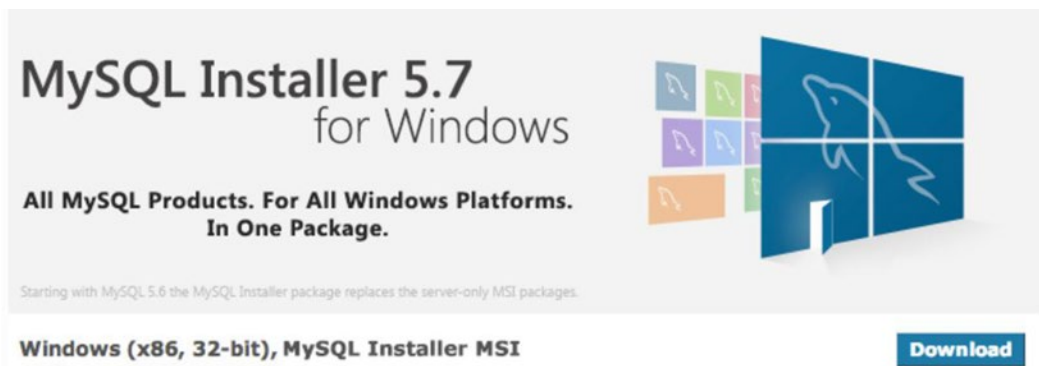 MySQL Installer 5.7
for Windows
All MySQL Products. For All Windows Platforms.
In One Package.
Starting with MySQL 5.6 the MySQL Installer package replaces the server-only MSI packages.
Windows (x86, 32-bit), MySQL Installer MSI
Download